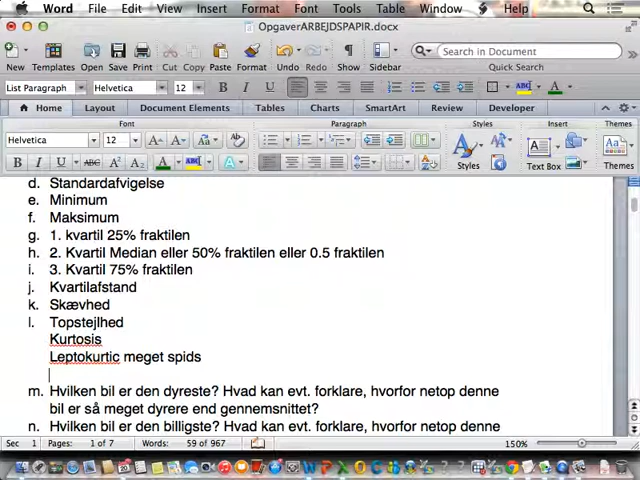 Word File Edit View Insert Format Font Tools Table Window Help
OpgaverARBEJDSPAPIR.docx
Search in Document
New Templates Open Save Print Paste Format Undo Redo Show Sidebar Quick Search
List Paragraph Helvetica 12 B I U
Home Layout Document Elements Tables Charts SmartArt Review Developer
Font Paragraph Styles Insert Themes
Helvetica 12
B I U ABC A² A₂ Styles Text Box Themes
d. Standardafvigelse
e. Minimum
f. Maksimum
g. 1. kvartil 25% fraktilen
h. 2. Kvartil Median eller 50% fraktilen eller 0.5 fraktilen
i. 3. Kvartil 75% fraktilen
j. Kvartilafstand
k. Skævhed
l. Topstejlhed
Kurtosis
Leptokurtic meget spids
m. Hvilken bil er den dyreste? Hvad kan evt. forklare, hvorfor netop denne
bil er så meget dyrere end gennemsnittet?
n. Hvilken bil er den billigste? Hvad kan evt. forklare, hvorfor netop denne
Sec 1 Pages: 1 of 7 Words: 59 of 967 150%